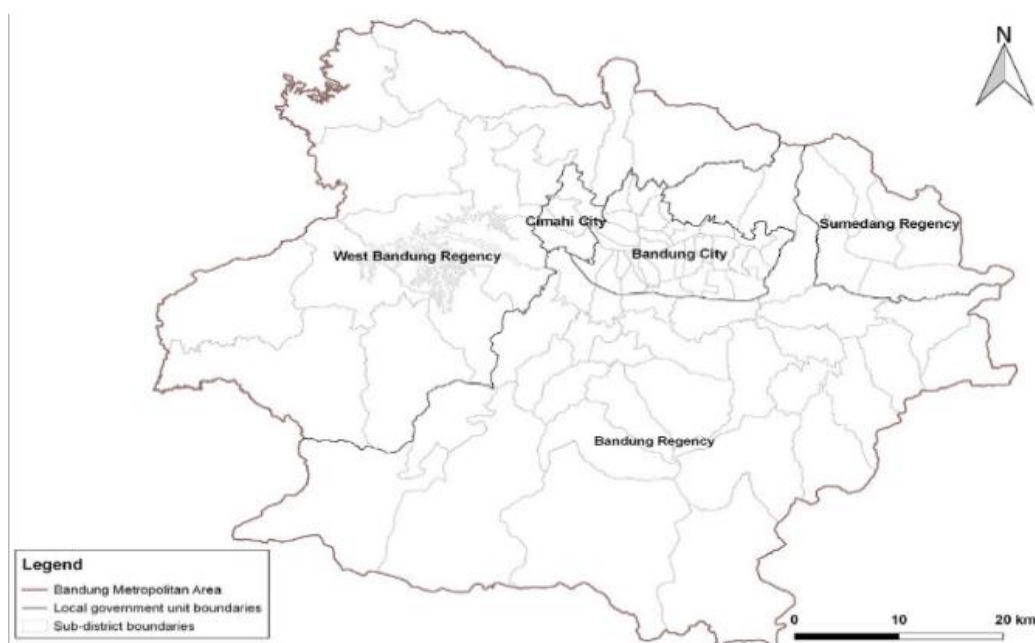 N
Cimahi City
Sumedang Regency
West Bandung Regency
Bandung City
Bandung Regency
Legend
Bandung Metropolitan Area
Local government unit boundaries
Sub-district boundaries
0 10 20 km